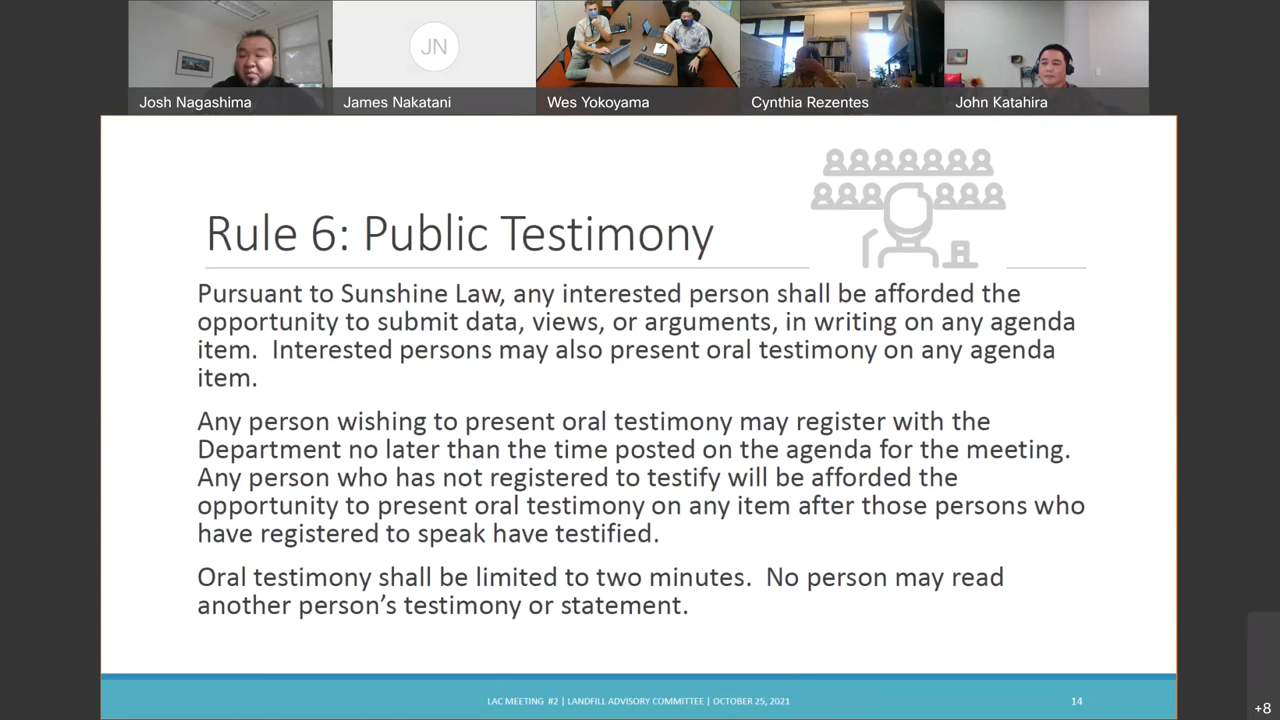 JN
Josh Nagashima
James Nakatani
Wes Yokoyama
Cynthia Rezentes
John Katahira
Rule 6: Public Testimony
Pursuant to Sunshine Law, any interested person shall be afforded the
opportunity to submit data, views, or arguments, in writing on any agenda
item.  Interested persons may also present oral testimony on any agenda
item.
Any person wishing to present oral testimony may register with the
Department no later than the time posted on the agenda for the meeting.
Any person who has not registered to testify will be afforded the
opportunity to present oral testimony on any item after those persons who
have registered to speak have testified.
Oral testimony shall be limited to two minutes.  No person may read
another person’s testimony or statement.
LAC MEETING #2 | LANDFILL ADVISORY COMMITTEE | OCTOBER 25, 2021
14
+8